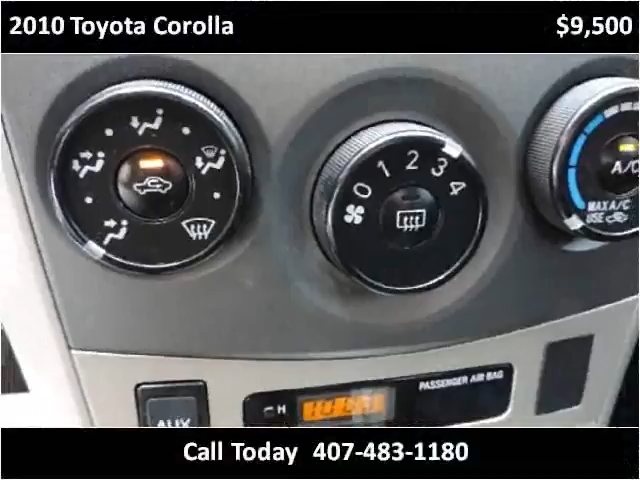 2010 Toyota Corolla $9,500
0 1 2 3 4
A/C
MAX A/C
USE
PASSENGER AIR BAG
H
AUX
Call Today 407-483-1180